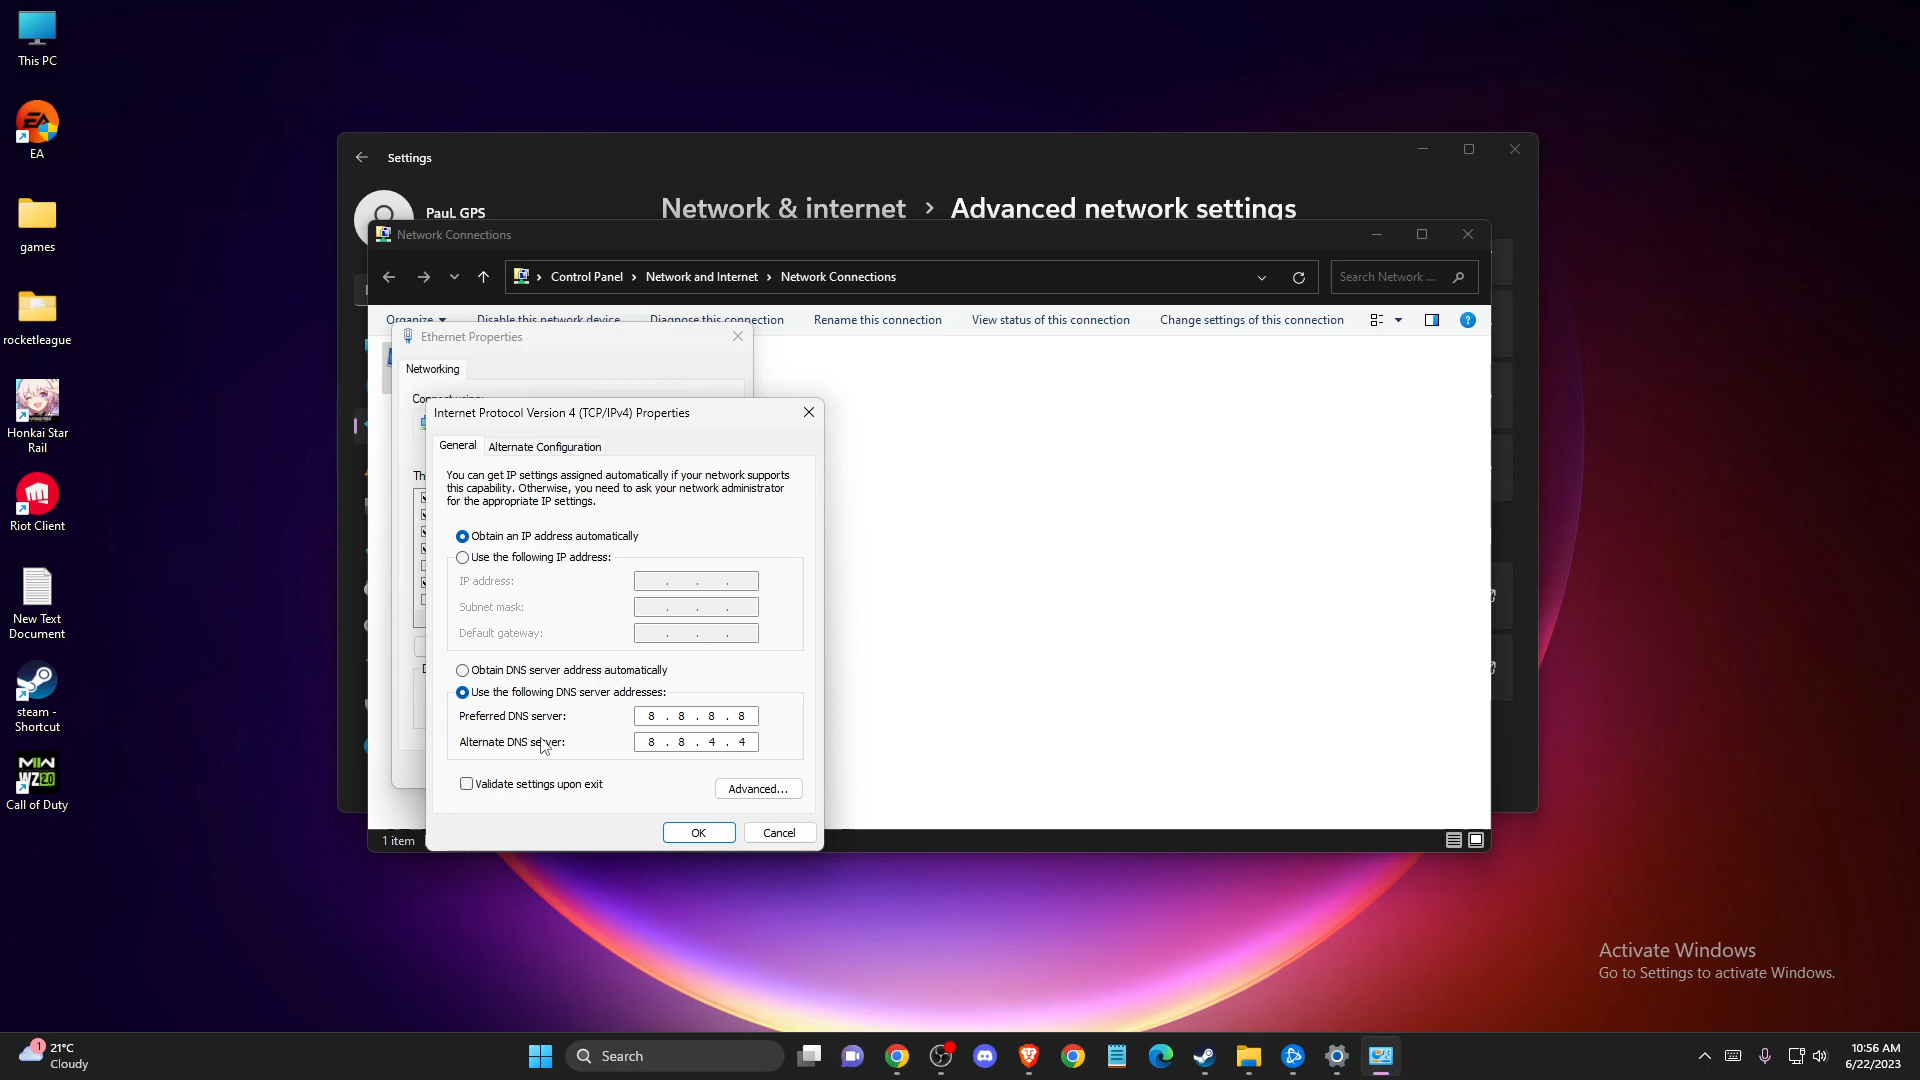 This PC
EA
games
rocketleague
Honkai Star
Rail
Riot Client
New Text
Document
steam -
Shortcut
MW
WZ 2.0
Call of Duty
Settings
PauL GPS
Network & internet › Advanced network settings
Network Connections
Control Panel › Network and Internet › Network Connections
Search Network ...
Organize
Disable this network device
Diagnose this connection
Rename this connection
View status of this connection
Change settings of this connection
Ethernet Properties
Networking
Internet Protocol Version 4 (TCP/IPv4) Properties
General
Alternate Configuration
You can get IP settings assigned automatically if your network supports
this capability. Otherwise, you need to ask your network administrator
for the appropriate IP settings.
Obtain an IP address automatically
Use the following IP address:
IP address:
. . .
Subnet mask:
. . .
Default gateway:
. . .
Obtain DNS server address automatically
Use the following DNS server addresses:
Preferred DNS server:
8 . 8 . 8 . 8
Alternate DNS server:
8 . 8 . 4 . 4
Validate settings upon exit
Advanced...
OK
Cancel
1 item
Activate Windows
Go to Settings to activate Windows.
1
21°C
Cloudy
Search
10:56 AM
6/22/2023